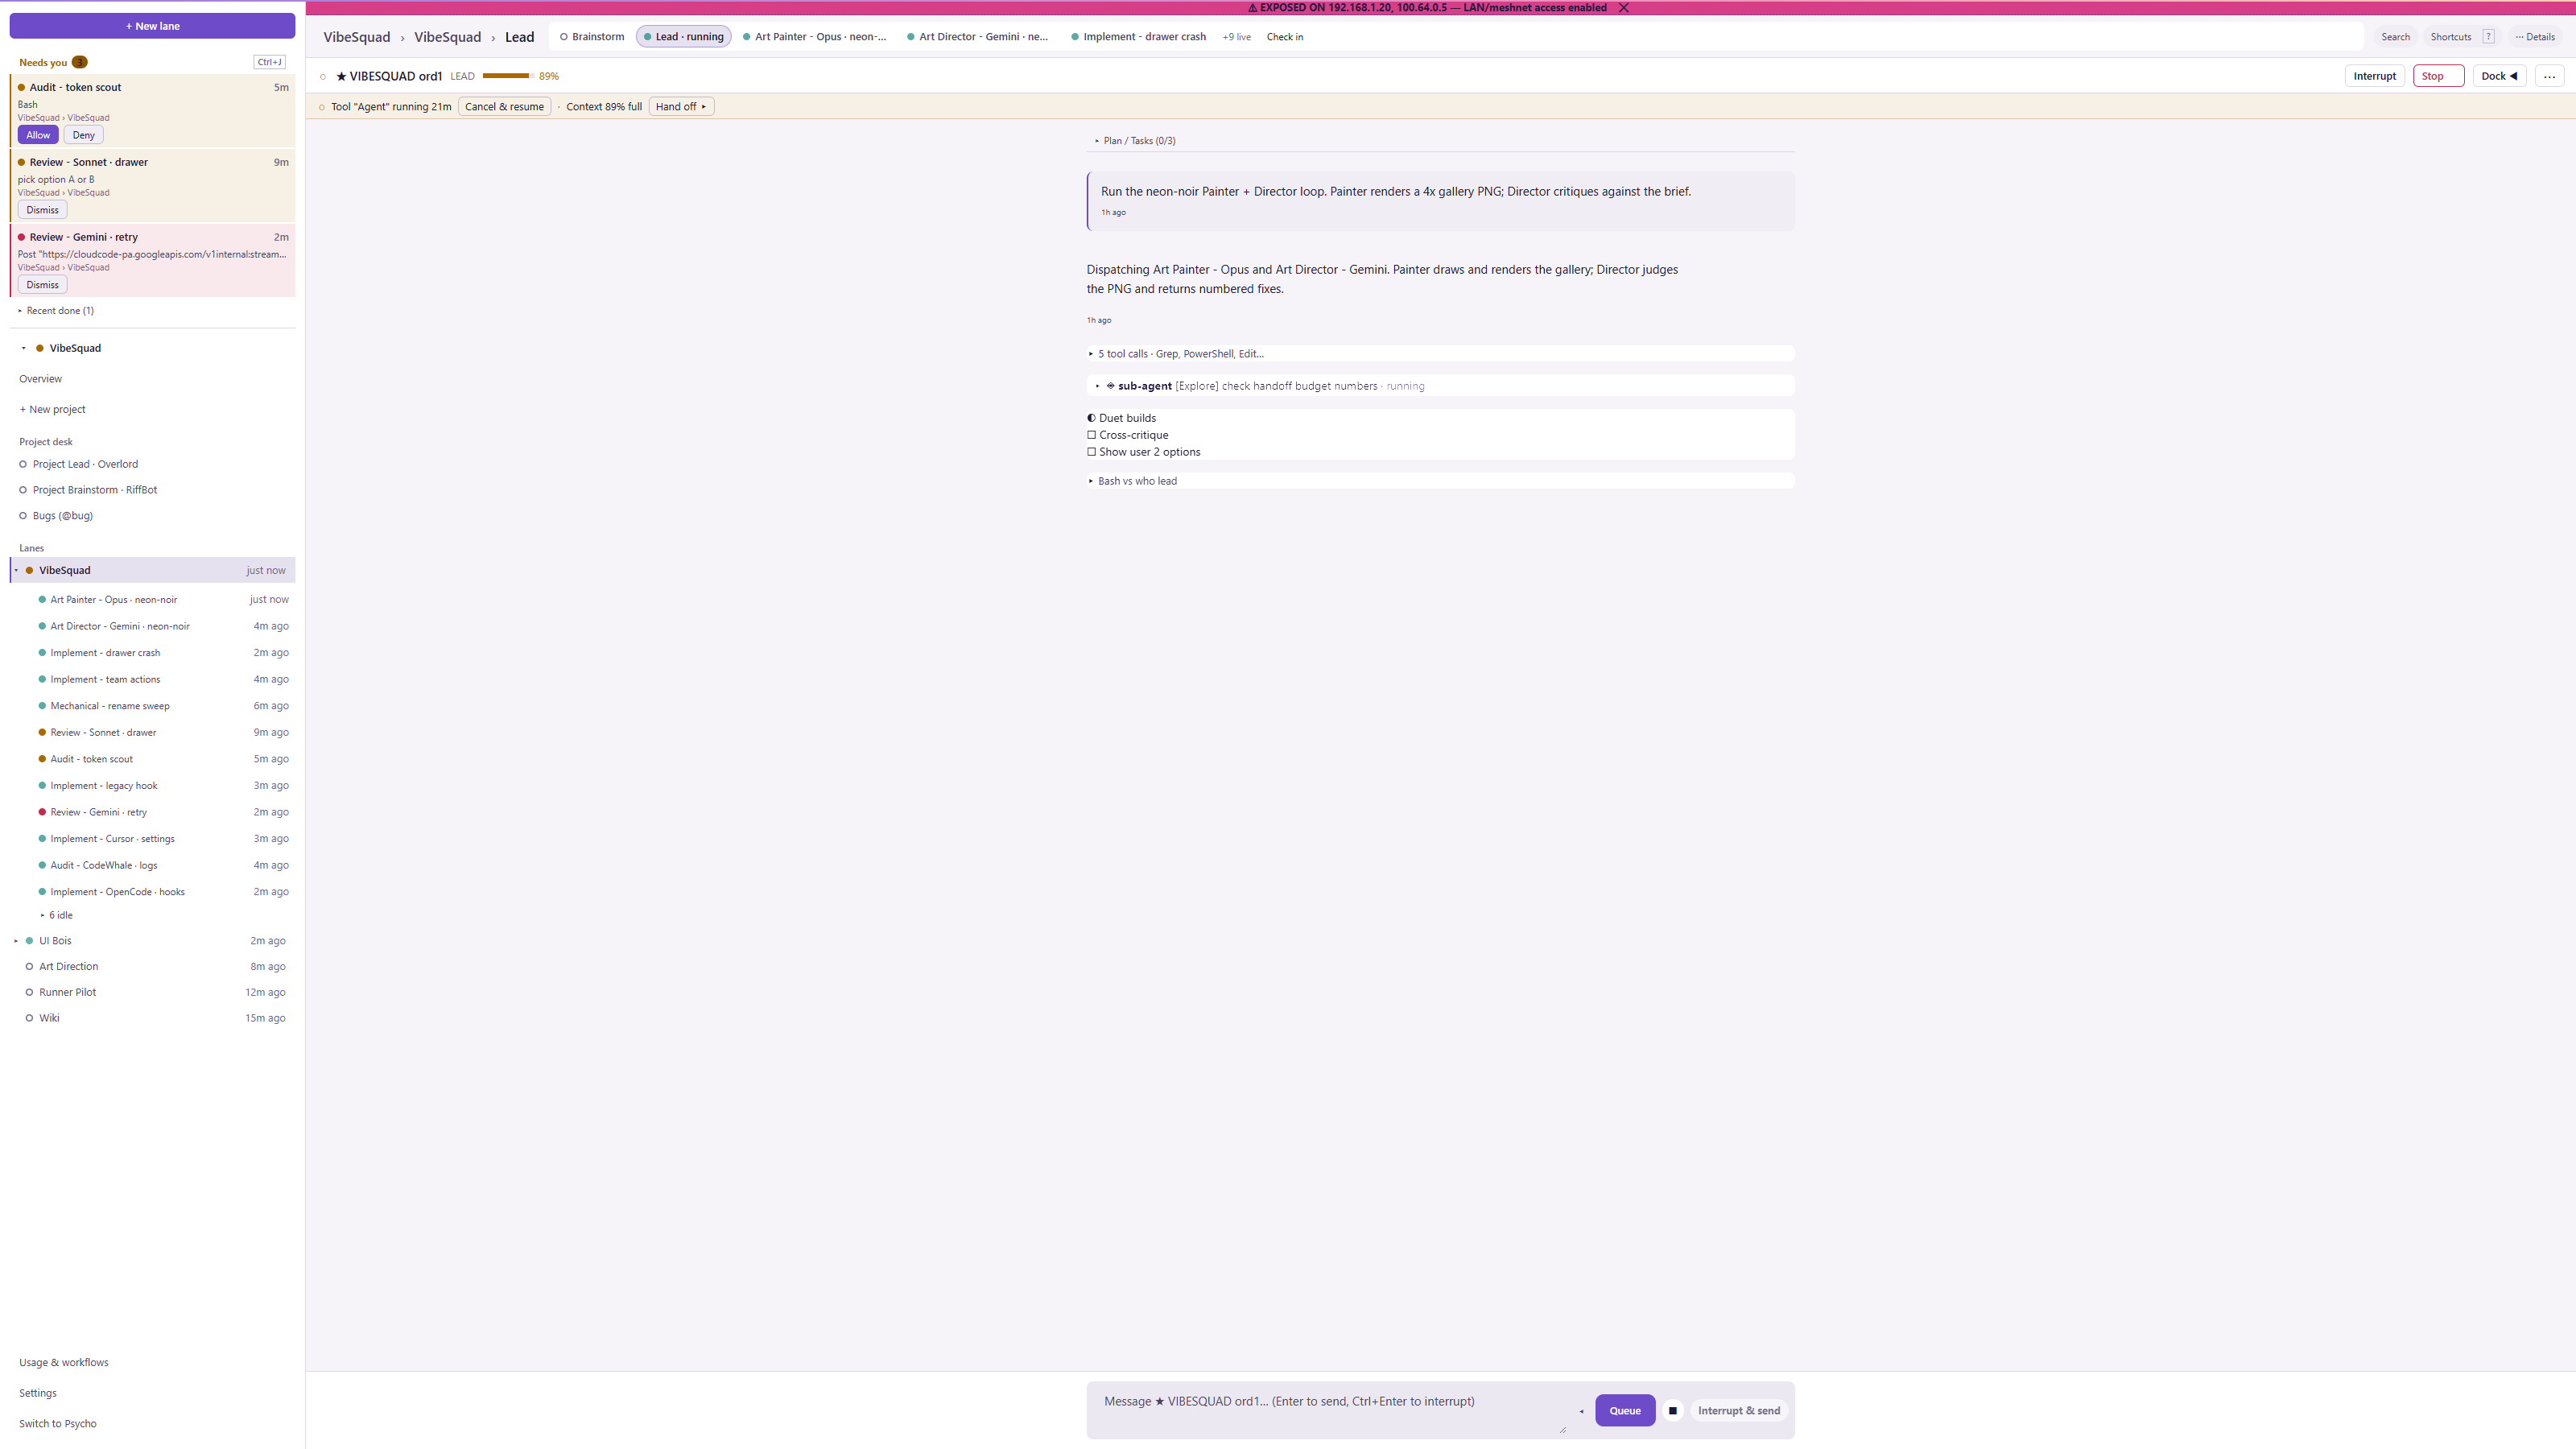 + New lane
Needs you 3 Ctrl+J
Audit - token scout 5m
Bash
VibeSquad › VibeSquad
Allow Deny
Review - Sonnet · drawer 9m
pick option A or B
VibeSquad › VibeSquad
Dismiss
Review - Gemini · retry 2m
Post "https://cloudcode-pa.googleapis.com/v1internal:stream...
VibeSquad › VibeSquad
Dismiss
▸ Recent done (1)
VibeSquad
Overview
+ New project
Project desk
Project Lead · Overlord
Project Brainstorm · RiffBot
Bugs (@bug)
Lanes
VibeSquad just now
Art Painter - Opus · neon-noir just now
Art Director - Gemini · neon-noir 4m ago
Implement - drawer crash 2m ago
Implement - team actions 4m ago
Mechanical - rename sweep 6m ago
Review - Sonnet · drawer 9m ago
Audit - token scout 5m ago
Implement - legacy hook 3m ago
Review - Gemini · retry 2m ago
Implement - Cursor · settings 3m ago
Audit - CodeWhale · logs 4m ago
Implement - OpenCode · hooks 2m ago
▸ 6 idle
UI Bois 2m ago
Art Direction 8m ago
Runner Pilot 12m ago
Wiki 15m ago
Usage & workflows
Settings
Switch to Psycho
⚠ EXPOSED ON 192.168.1.20, 100.64.0.5 — LAN/meshnet access enabled
VibeSquad › VibeSquad › Lead Brainstorm Lead · running Art Painter - Opus · neon-... Art Director - Gemini · ne... Implement - drawer crash +9 live Check in Search Shortcuts ? ··· Details
★ VIBESQUAD ord1 LEAD 89% Interrupt Stop Dock ◀ ...
Tool "Agent" running 21m Cancel & resume · Context 89% full Hand off ▸
▸ Plan / Tasks (0/3)
Run the neon-noir Painter + Director loop. Painter renders a 4x gallery PNG; Director critiques against the brief.
1h ago
Dispatching Art Painter - Opus and Art Director - Gemini. Painter draws and renders the gallery; Director judges
the PNG and returns numbered fixes.
1h ago
▸ 5 tool calls · Grep, PowerShell, Edit...
▸ sub-agent [Explore] check handoff budget numbers · running
◐ Duet builds
☐ Cross-critique
☐ Show user 2 options
▸ Bash vs who lead
Message ★ VIBESQUAD ord1... (Enter to send, Ctrl+Enter to interrupt) Queue Interrupt & send